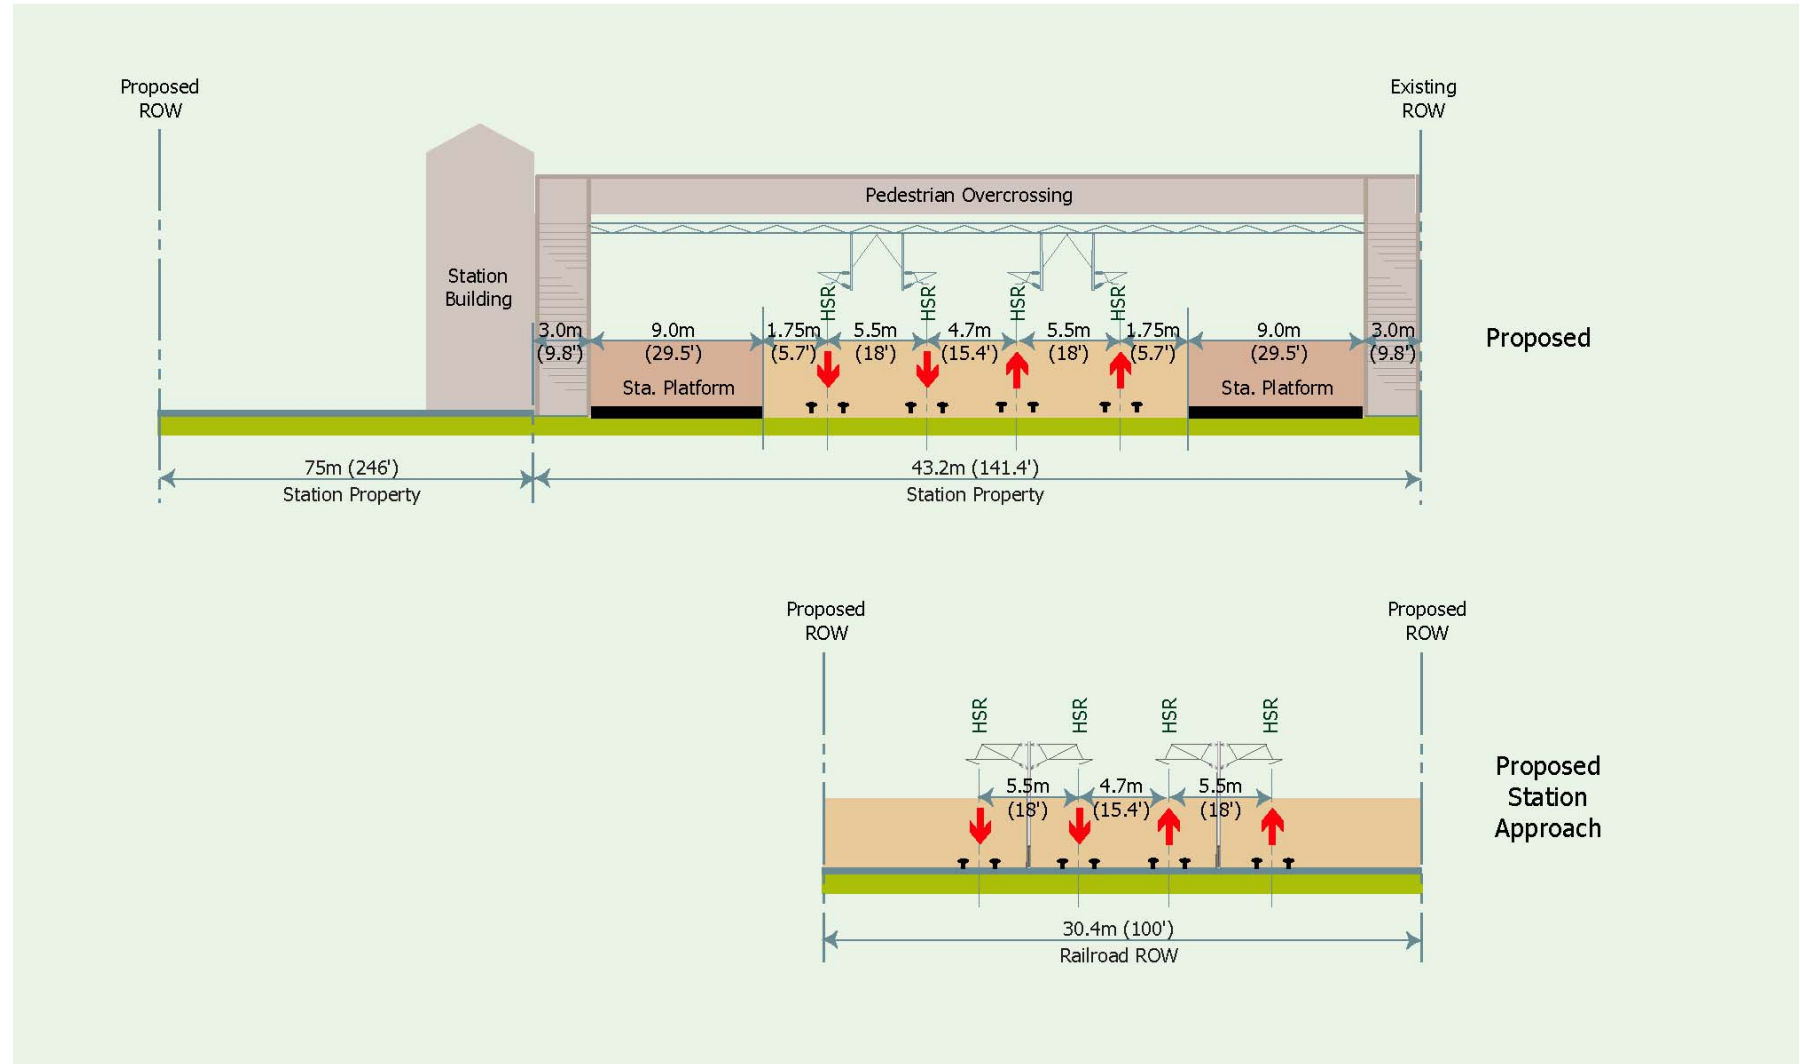 Proposed
ROW
Existing
ROW
Pedestrian Overcrossing
Station
Building
HSR
HSR
HSR
HSR
3.0m
(9.8')
9.0m
(29.5')
1.75m
(5.7')
5.5m
(18')
4.7m
(15.4')
5.5m
(18')
1.75m
(5.7')
9.0m
(29.5')
3.0m
(9.8')
Proposed
Sta. Platform
Sta. Platform
75m (246')
Station Property
43.2m (141.4')
Station Property
Proposed
ROW
Proposed
ROW
HSR
HSR
HSR
HSR
5.5m
(18')
4.7m
(15.4')
5.5m
(18')
Proposed
Station
Approach
30.4m (100')
Railroad ROW